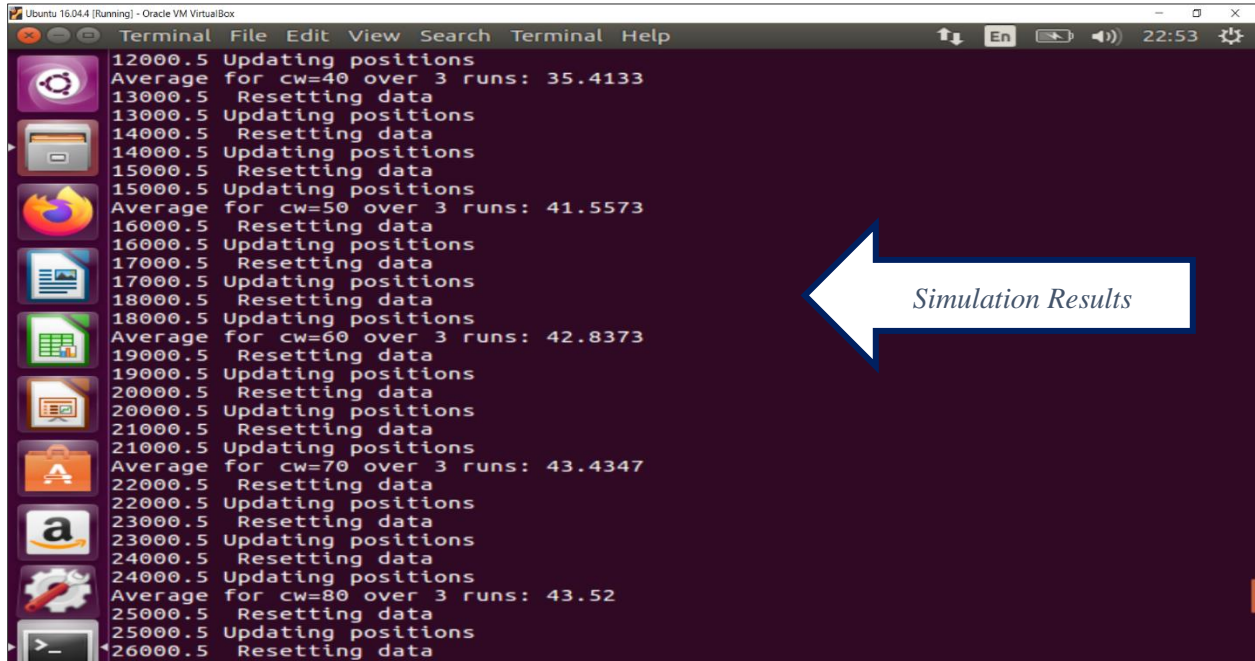 Ubuntu 16.04.4 [Running] - Oracle VM VirtualBox
Terminal File Edit View Search Terminal Help En 22:53
12000.5 Updating positions
Average for cw=40 over 3 runs: 35.4133
13000.5  Resetting data
13000.5 Updating positions
14000.5  Resetting data
14000.5 Updating positions
15000.5  Resetting data
15000.5 Updating positions
Average for cw=50 over 3 runs: 41.5573
16000.5  Resetting data
16000.5 Updating positions
17000.5  Resetting data
17000.5 Updating positions
18000.5  Resetting data
18000.5 Updating positions
Average for cw=60 over 3 runs: 42.8373
19000.5  Resetting data
19000.5 Updating positions
20000.5  Resetting data
20000.5 Updating positions
21000.5  Resetting data
21000.5 Updating positions
Average for cw=70 over 3 runs: 43.4347
22000.5  Resetting data
22000.5 Updating positions
23000.5  Resetting data
23000.5 Updating positions
24000.5  Resetting data
24000.5 Updating positions
Average for cw=80 over 3 runs: 43.52
25000.5  Resetting data
25000.5 Updating positions
26000.5  Resetting data
Simulation Results